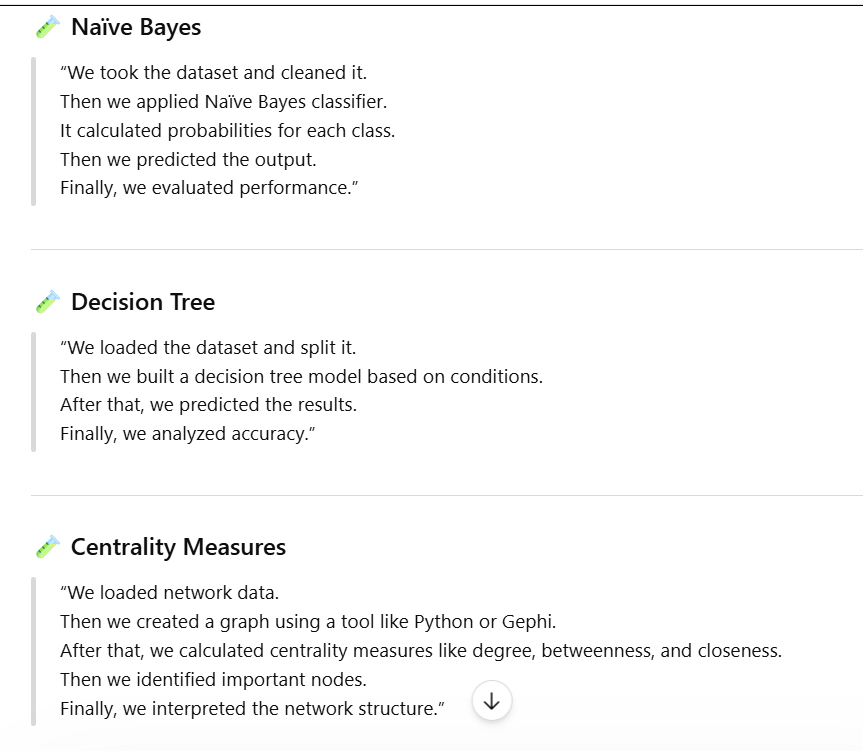 Naïve Bayes
“We took the dataset and cleaned it.
Then we applied Naïve Bayes classifier.
It calculated probabilities for each class.
Then we predicted the output.
Finally, we evaluated performance.”
Decision Tree
“We loaded the dataset and split it.
Then we built a decision tree model based on conditions.
After that, we predicted the results.
Finally, we analyzed accuracy.”
Centrality Measures
“We loaded network data.
Then we created a graph using a tool like Python or Gephi.
After that, we calculated centrality measures like degree, betweenness, and closeness.
Then we identified important nodes.
Finally, we interpreted the network structure.”